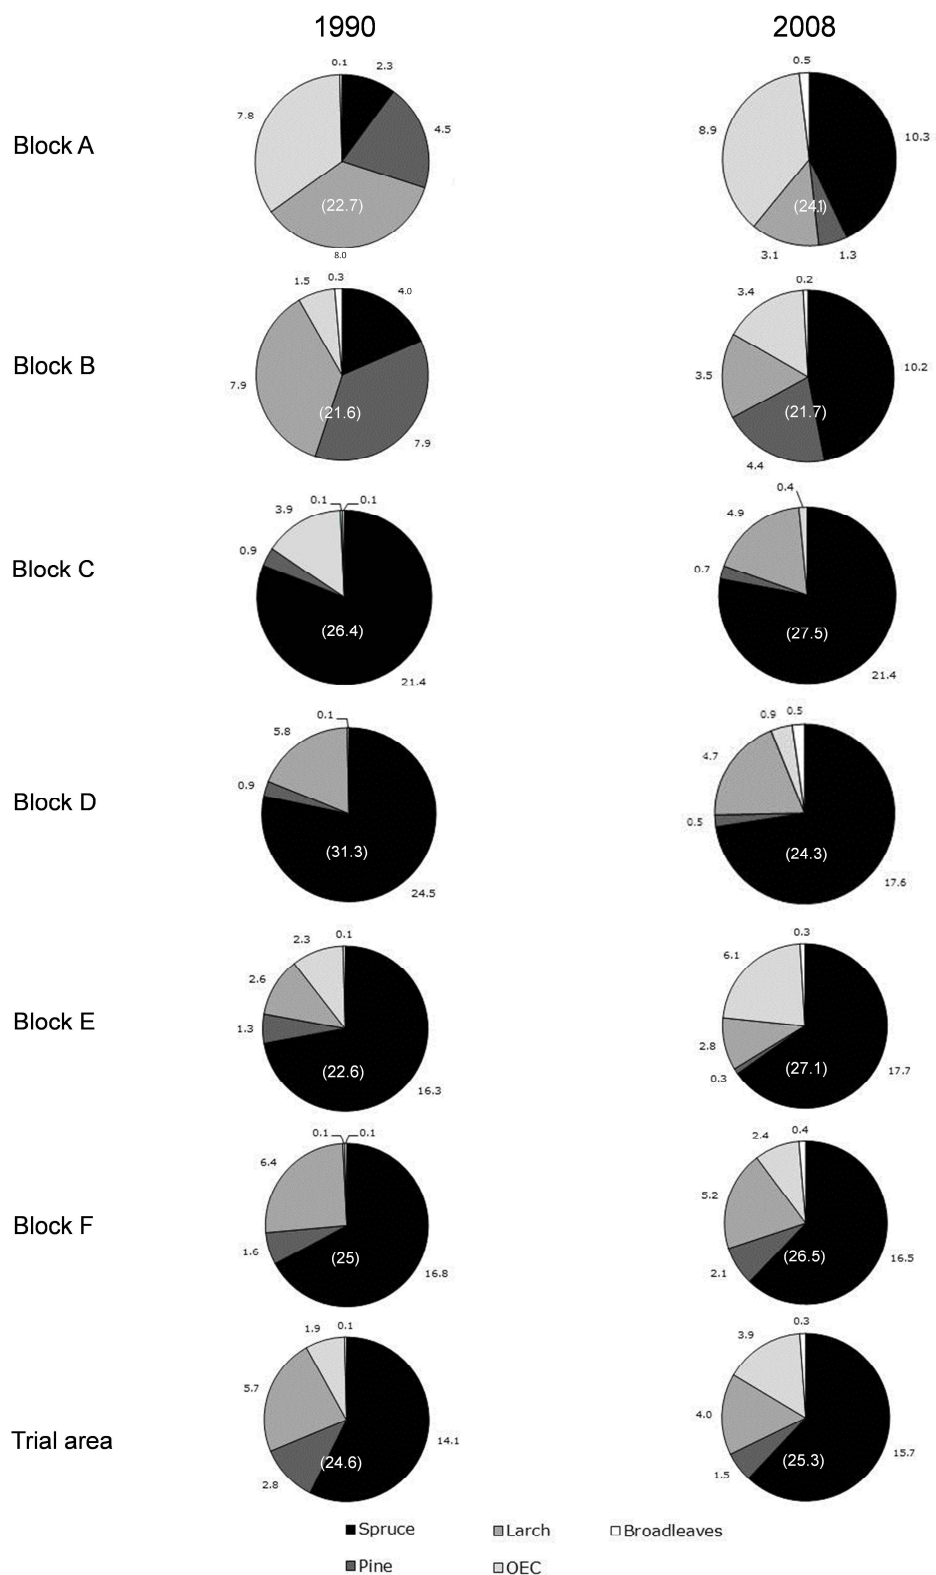 1990 2008
0.1 2.3 0.5
7.8 4.5 8.9 10.3
Block A
(22.7) (24.1)
8.0 3.1 1.3
1.5 0.3 4.0 3.4 0.2
Block B
7.9 3.5 10.2
(21.6) (21.7)
7.9 4.4
3.9 0.1 0.1 4.9 0.4
0.9 0.7
Block C
(26.4) (27.5)
21.4 21.4
5.8 0.1 4.7 0.9 0.5
0.9 0.5
Block D
(31.3) (24.3)
24.5 17.6
2.3 0.1 6.1 0.3
2.6
Block E
1.3 2.8
(22.6) (27.1)
16.3 0.3 17.7
0.1 0.1 2.4 0.4
6.4 5.2
Block F
1.6 (25) 16.8 2.1 (26.5) 16.5
1.9 0.1 3.9 0.3
5.7 4.0
Trial area
14.1 15.7
2.8 (24.6) 1.5 (25.3)
Spruce Larch Broadleaves
Pine OEC